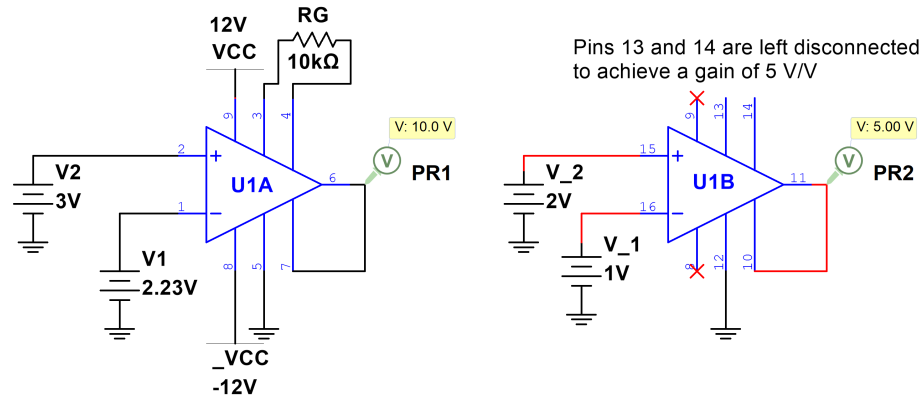 12V
VCC
RG
10kΩ
9
3
4
V: 10.0 V
2
V2
3V
U1A
6
PR1
1
V1
2.23V
8
5
7
_VCC
-12V
Pins 13 and 14 are left disconnected
to achieve a gain of 5 V/V
9
13
14
V: 5.00 V
15
V_2
2V
U1B
11
PR2
16
V_1
1V
8
12
10